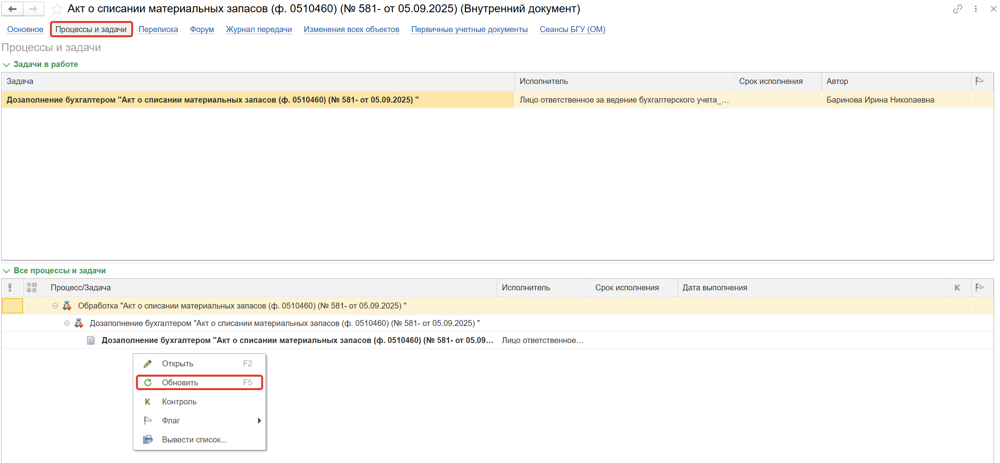 Акт о списании материальных запасов (ф. 0510460) (№ 581- от 05.09.2025) (Внутренний документ)
Основное Процессы и задачи Переписка Форум Журнал передачи Изменения всех объектов Первичные учетные документы Сеансы БГУ (ОМ)
Процессы и задачи
Задачи в работе
Задача Исполнитель Срок исполнения Автор
Дозаполнение бухгалтером "Акт о списании материальных запасов (ф. 0510460) (№ 581- от 05.09.2025) " Лицо ответственное за ведение бухгалтерского учета_... Баринова Ирина Николаевна
Все процессы и задачи
Процесс/Задача Исполнитель Срок исполнения Дата выполнения К
Обработка "Акт о списании материальных запасов (ф. 0510460) (№ 581- от 05.09.2025) "
Дозаполнение бухгалтером "Акт о списании материальных запасов (ф. 0510460) (№ 581- от 05.09.2025) "
Дозаполнение бухгалтером "Акт о списании материальных запасов (ф. 0510460) (№ 581- от 05.09... Лицо ответственное...
Открыть F2
Обновить F5
К Контроль
Флаг
Вывести список...